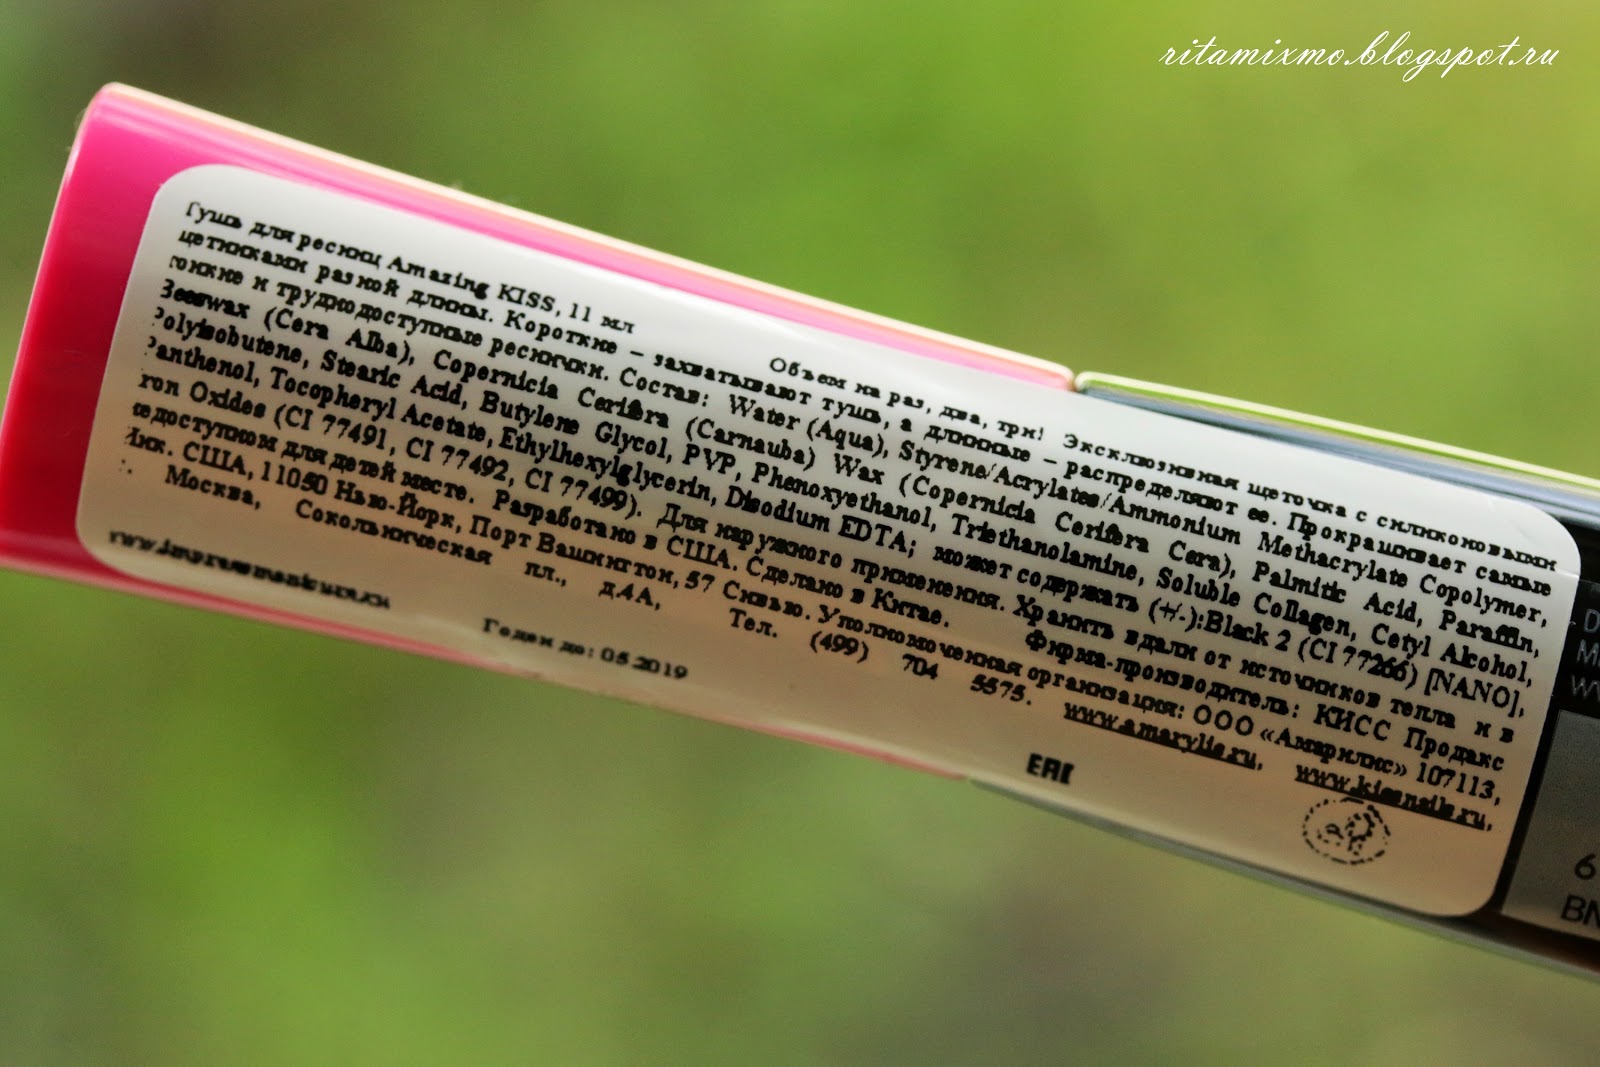 ritamixmo.blogspot.ru
Тушь для ресниц Amazing KISS, 11 мл Объем на раз, два, три! Эксклюзивная щеточка с силиконовыми
щетинками разной длины. Короткие – захватывают тушь, а длинные – распределяют ее. Прокрашивает самые
тонкие и труднодоступные реснички. Состав: Water (Aqua), Styrene/Acrylates/Ammonium Methacrylate Copolymer,
Beeswax (Cera Alba), Copernicia Cerifera (Carnauba) Wax (Copernicia Cerifera Cera), Palmitic Acid, Paraffin,
Polyisobutene, Stearic Acid, Butylene Glycol, PVP, Phenoxyethanol, Triethanolamine, Soluble Collagen, Cetyl Alcohol,
Panthenol, Tocopheryl Acetate, Ethylhexylglycerin, Disodium EDTA; может содержать (+/-):Black 2 (CI 77266) [NANO],
Iron Oxides (CI 77491, CI 77492, CI 77499). Для наружного применения. Хранить вдали от источников тепла и в
недоступном для детей месте. Разработано в США. Сделано в Китае. Фирма-производитель: КИСС Продакс
Инк. США, 11050 Нью-Йорк, Порт Вашингтон, 57 Сивью. Уполномоченная организация: ООО «Амарилис» 107113,
г. Москва, Сокольническая пл., д.4А, Тел. (499) 704 5575. www.amarylis.ru, www.kissnails.ru,
www.impressmanicure.ru
Годен до: 05.2019
EAC
D
M
W
6
BN